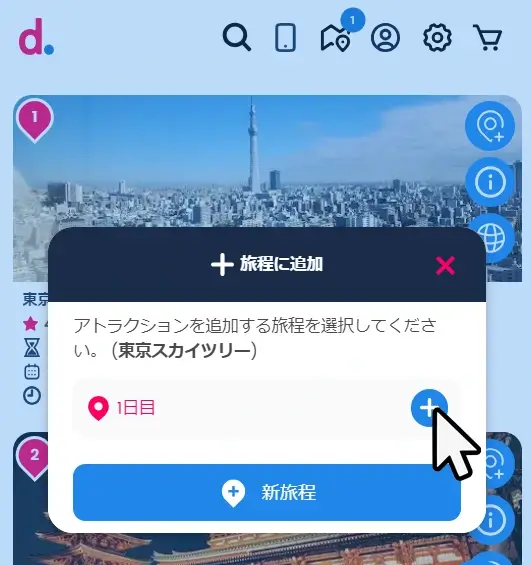 d.
1
1
旅程に追加
東京
アトラクションを追加する旅程を選択してくださ
い。 (東京スカイツリー)
1日目
新旅程
2